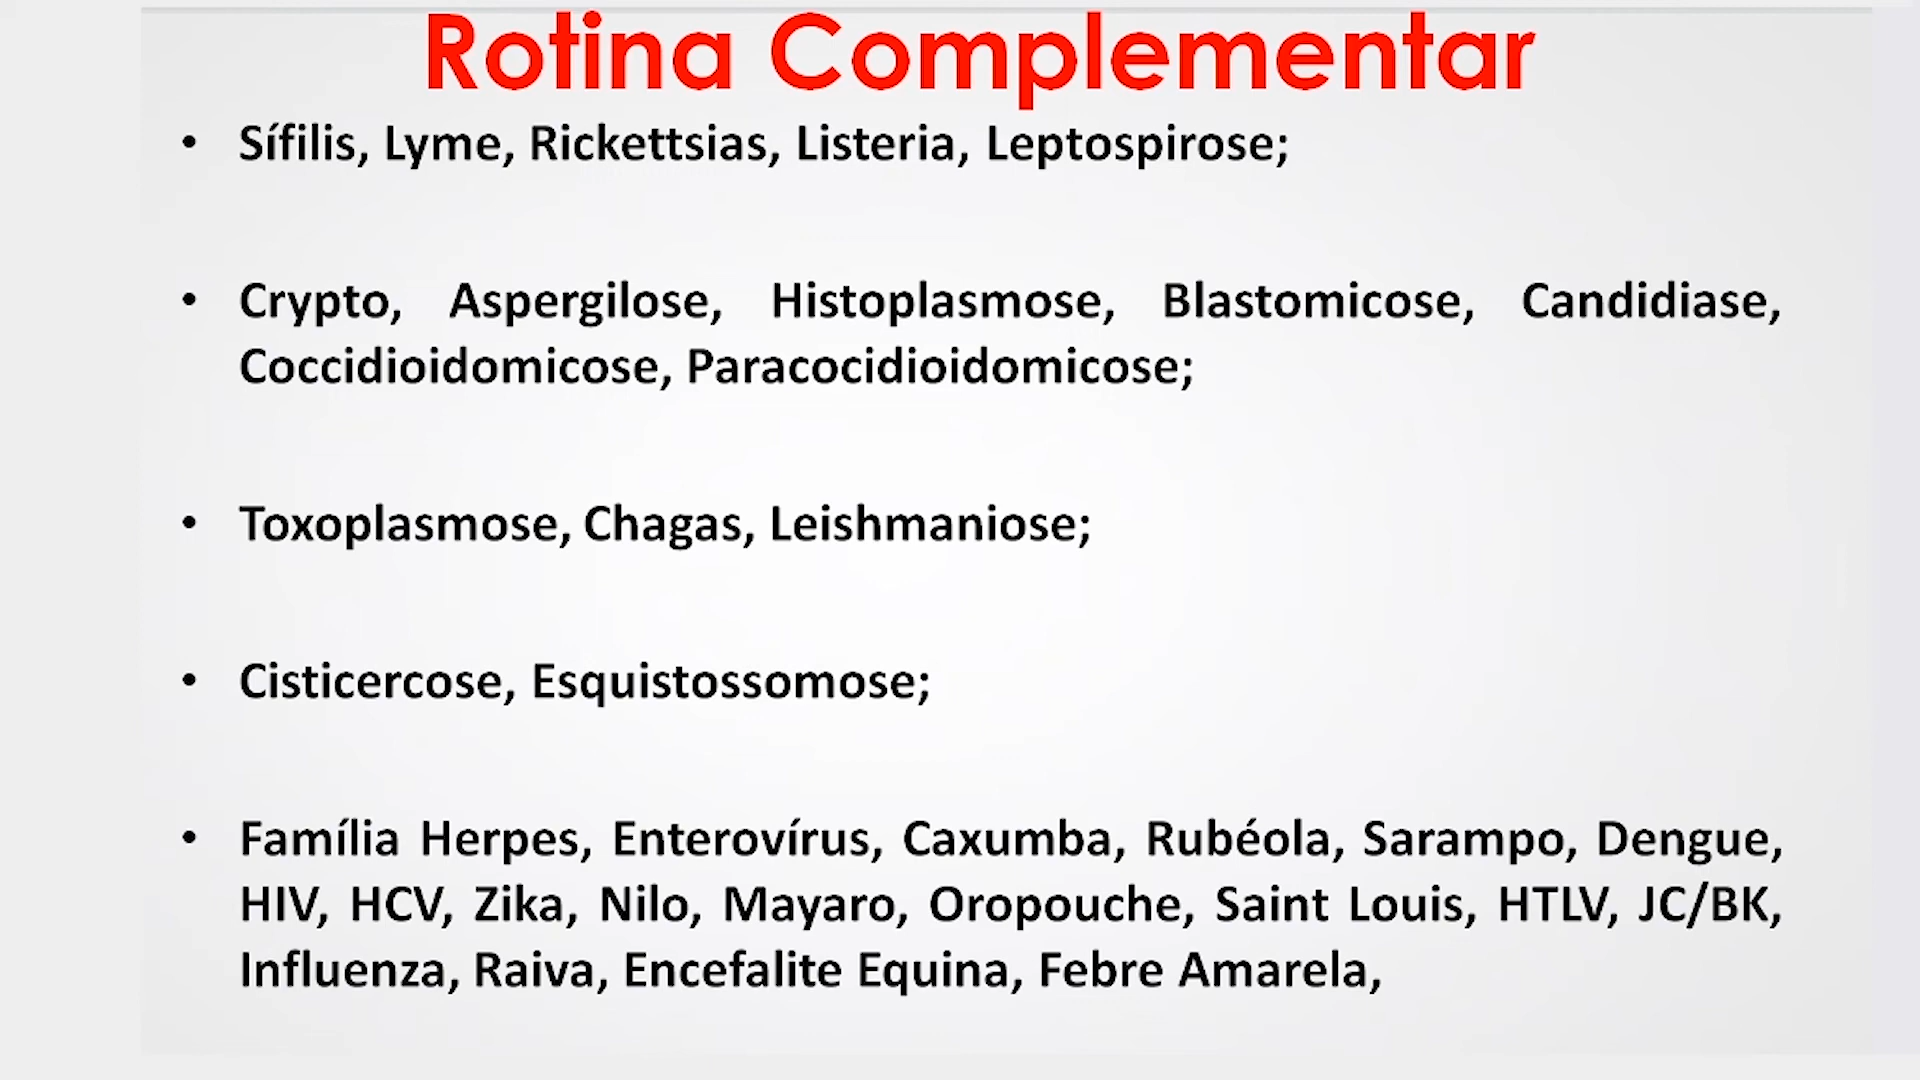 Rotina Complementar
• Sífilis, Lyme, Rickettsias, Listeria, Leptospirose;
• Crypto, Aspergilose, Histoplasmose, Blastomicose, Candidiase,
Coccidioidomicose, Paracocidioidomicose;
• Toxoplasmose, Chagas, Leishmaniose;
• Cisticercose, Esquistossomose;
• Família Herpes, Enterovírus, Caxumba, Rubéola, Sarampo, Dengue,
HIV, HCV, Zika, Nilo, Mayaro, Oropouche, Saint Louis, HTLV, JC/BK,
Influenza, Raiva, Encefalite Equina, Febre Amarela,